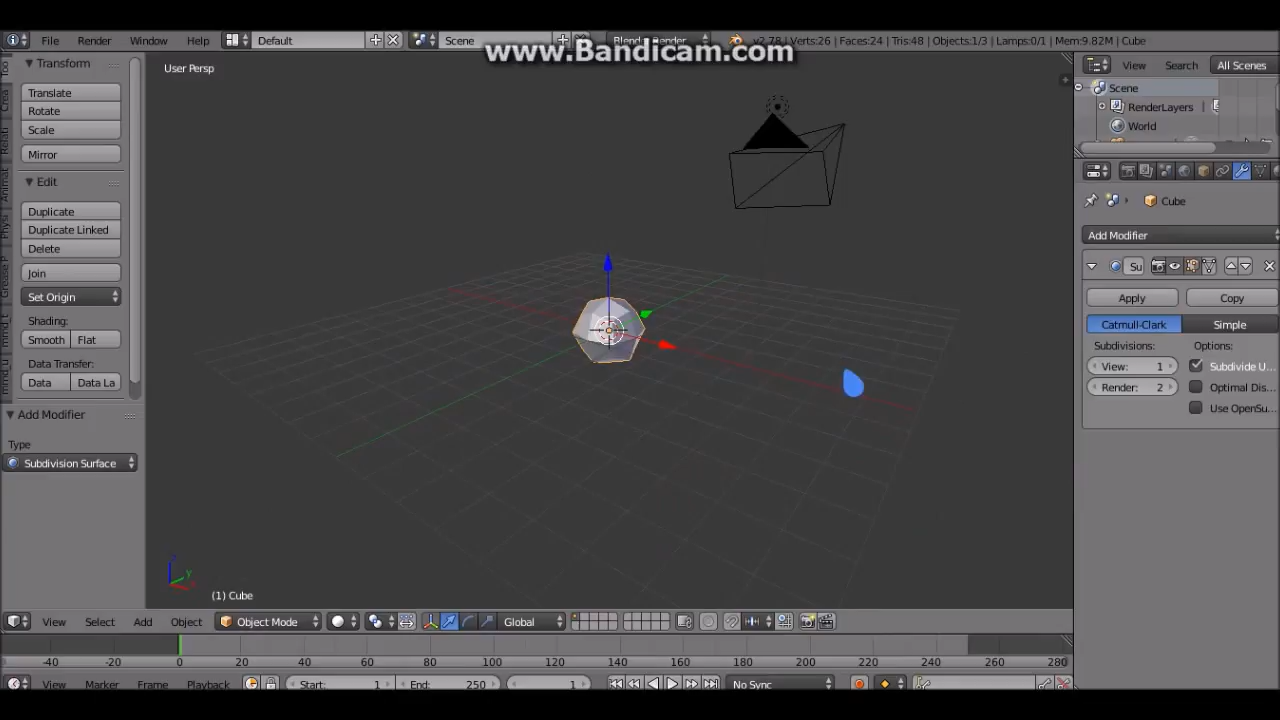 File Render Window Help Default Scene
www.Bandicam.com
v2.78 | Verts:26 | Faces:24 | Tris:48 | Objects:1/3 | Lamps:0/1 | Mem:9.82M | Cube
Transform
Translate
Rotate
Scale
Mirror
Edit
Duplicate
Duplicate Linked
Delete
Join
Set Origin
Shading:
Smooth Flat
Data Transfer:
Data Data La
Add Modifier
Type
Subdivision Surface
User Persp
(1) Cube
View Search All Scenes
Scene
RenderLayers
World
Cube
Add Modifier
Su
Apply Copy
Catmull-Clark Simple
Subdivisions: Options:
View: 1 Subdivide U...
Render: 2 Optimal Dis...
Use OpenSu...
View Select Add Object Object Mode Global
-40 -20 0 20 40 60 80 100 120 140 160 180 200 220 240 260 280
View Marker Frame Playback Start: 1 End: 250 1 No Sync